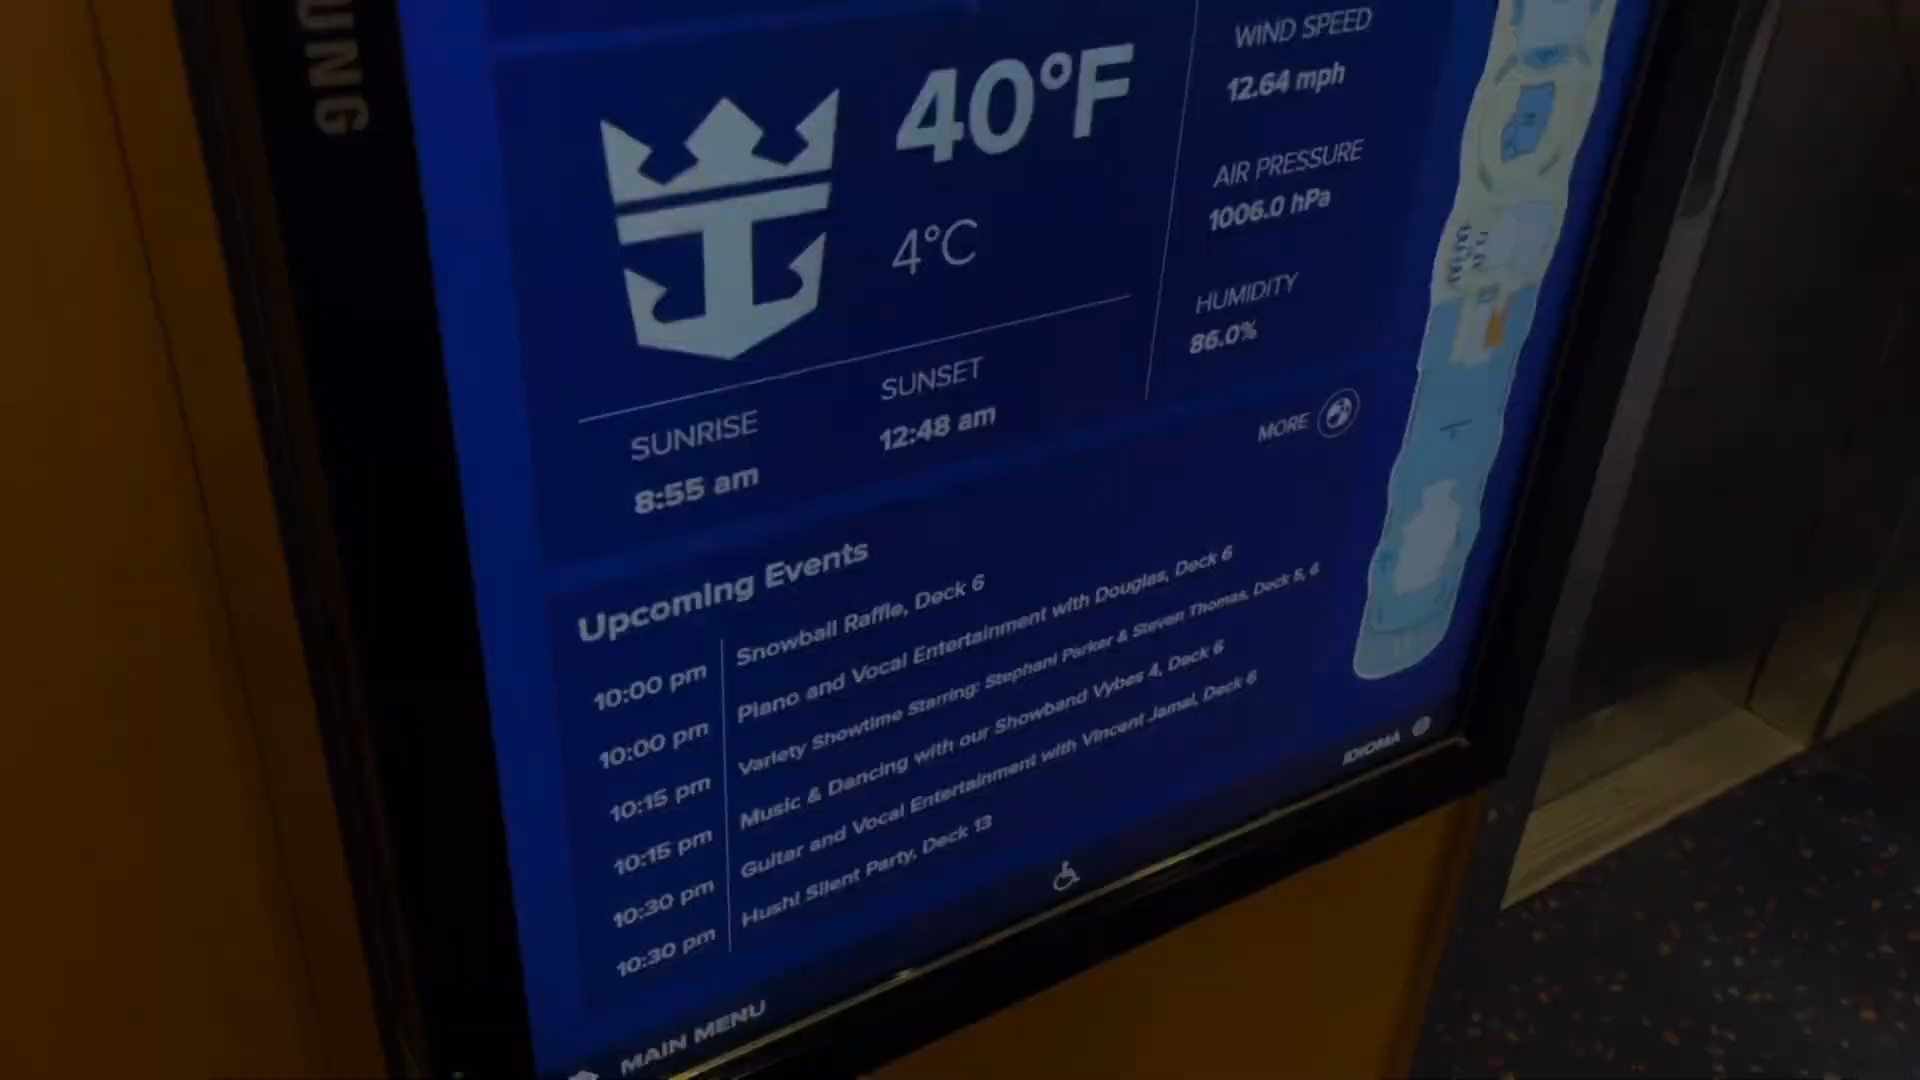 UNG
40°F
4°C
WIND SPEED
12.64 mph
AIR PRESSURE
1006.0 hPa
HUMIDITY
86.0%
SUNRISE
8:55 am
SUNSET
12:48 am
MORE
Upcoming Events
10:00 pm Snowball Raffle, Deck 6
10:00 pm Piano and Vocal Entertainment with Douglas, Deck 6
10:15 pm Variety Showtime Starring: Stephani Parker & Steven Thomas, Deck 5, 6
10:15 pm Music & Dancing with our Showband Vybes 4, Deck 6
10:30 pm Guitar and Vocal Entertainment with Vincent Jamal, Deck 6
10:30 pm Hush! Silent Party, Deck 13
IDIOMA
MAIN MENU